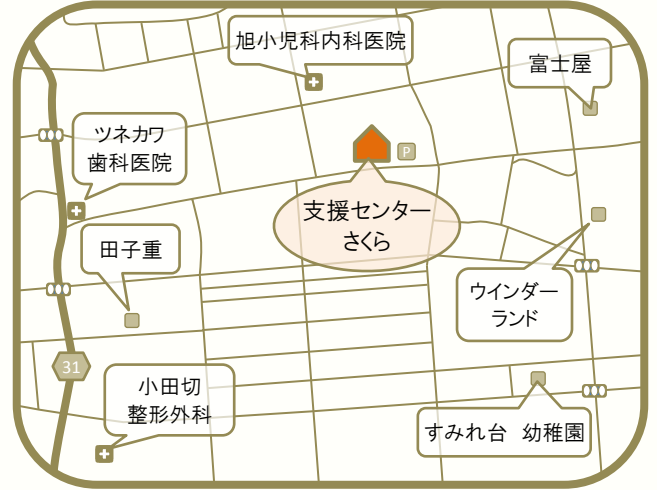 旭小児科内科医院
富士屋
ツネカワ
歯科医院
P
支援センター
さくら
田子重
ウインダー
ランド
31
小田切
整形外科
すみれ台 幼稚園